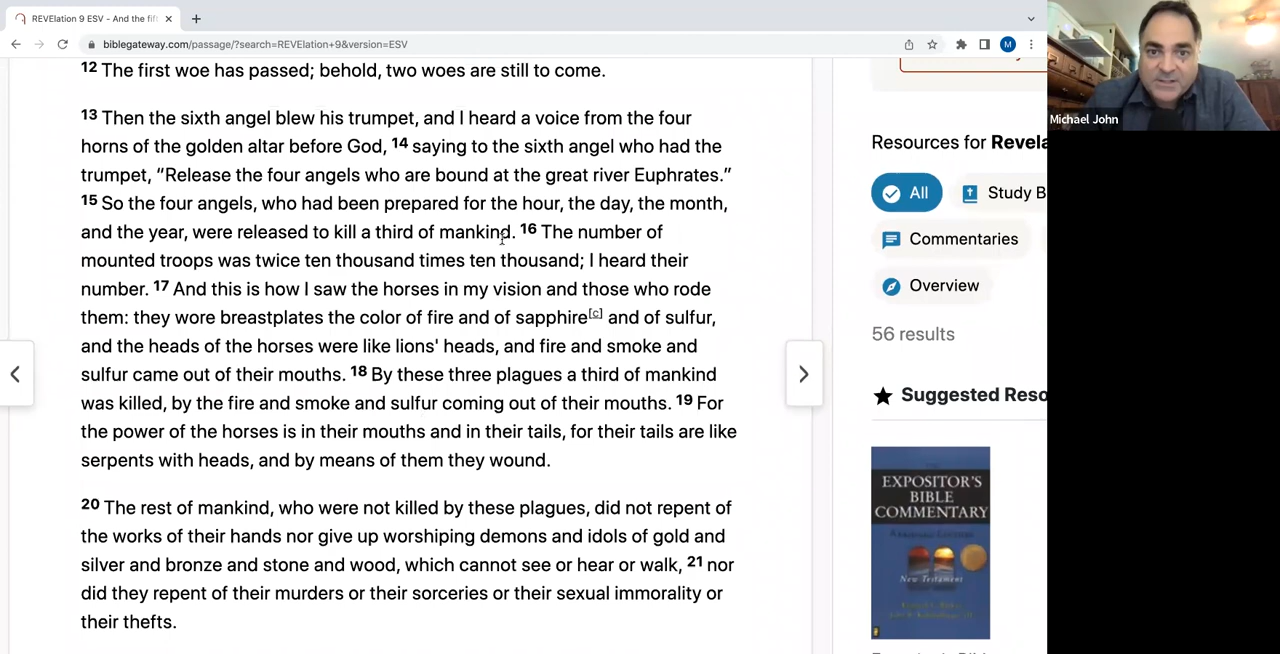 REVElation 9 ESV - And the fift
biblegateway.com/passage/?search=REVElation+9&version=ESV
M
Michael John
12 The first woe has passed; behold, two woes are still to come.
13 Then the sixth angel blew his trumpet, and I heard a voice from the four
horns of the golden altar before God, 14 saying to the sixth angel who had the
trumpet, “Release the four angels who are bound at the great river Euphrates.”
15 So the four angels, who had been prepared for the hour, the day, the month,
and the year, were released to kill a third of mankind. 16 The number of
mounted troops was twice ten thousand times ten thousand; I heard their
number. 17 And this is how I saw the horses in my vision and those who rode
them: they wore breastplates the color of fire and of sapphire[c] and of sulfur,
and the heads of the horses were like lions' heads, and fire and smoke and
sulfur came out of their mouths. 18 By these three plagues a third of mankind
was killed, by the fire and smoke and sulfur coming out of their mouths. 19 For
the power of the horses is in their mouths and in their tails, for their tails are like
serpents with heads, and by means of them they wound.
20 The rest of mankind, who were not killed by these plagues, did not repent of
the works of their hands nor give up worshiping demons and idols of gold and
silver and bronze and stone and wood, which cannot see or hear or walk, 21 nor
did they repent of their murders or their sorceries or their sexual immorality or
their thefts.
Resources for Revela
All
Study B
Commentaries
Overview
56 results
Suggested Reso
EXPOSITOR'S
BIBLE
COMMENTARY
New Testament